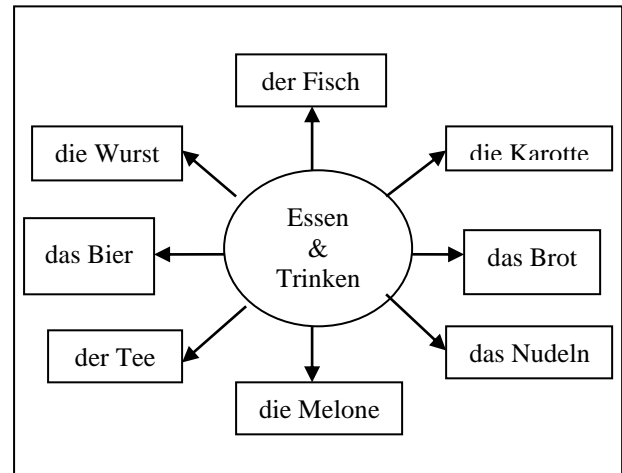 der Fisch
die Wurst
die Karotte
Essen
&
Trinken
das Bier
das Brot
der Tee
das Nudeln
die Melone